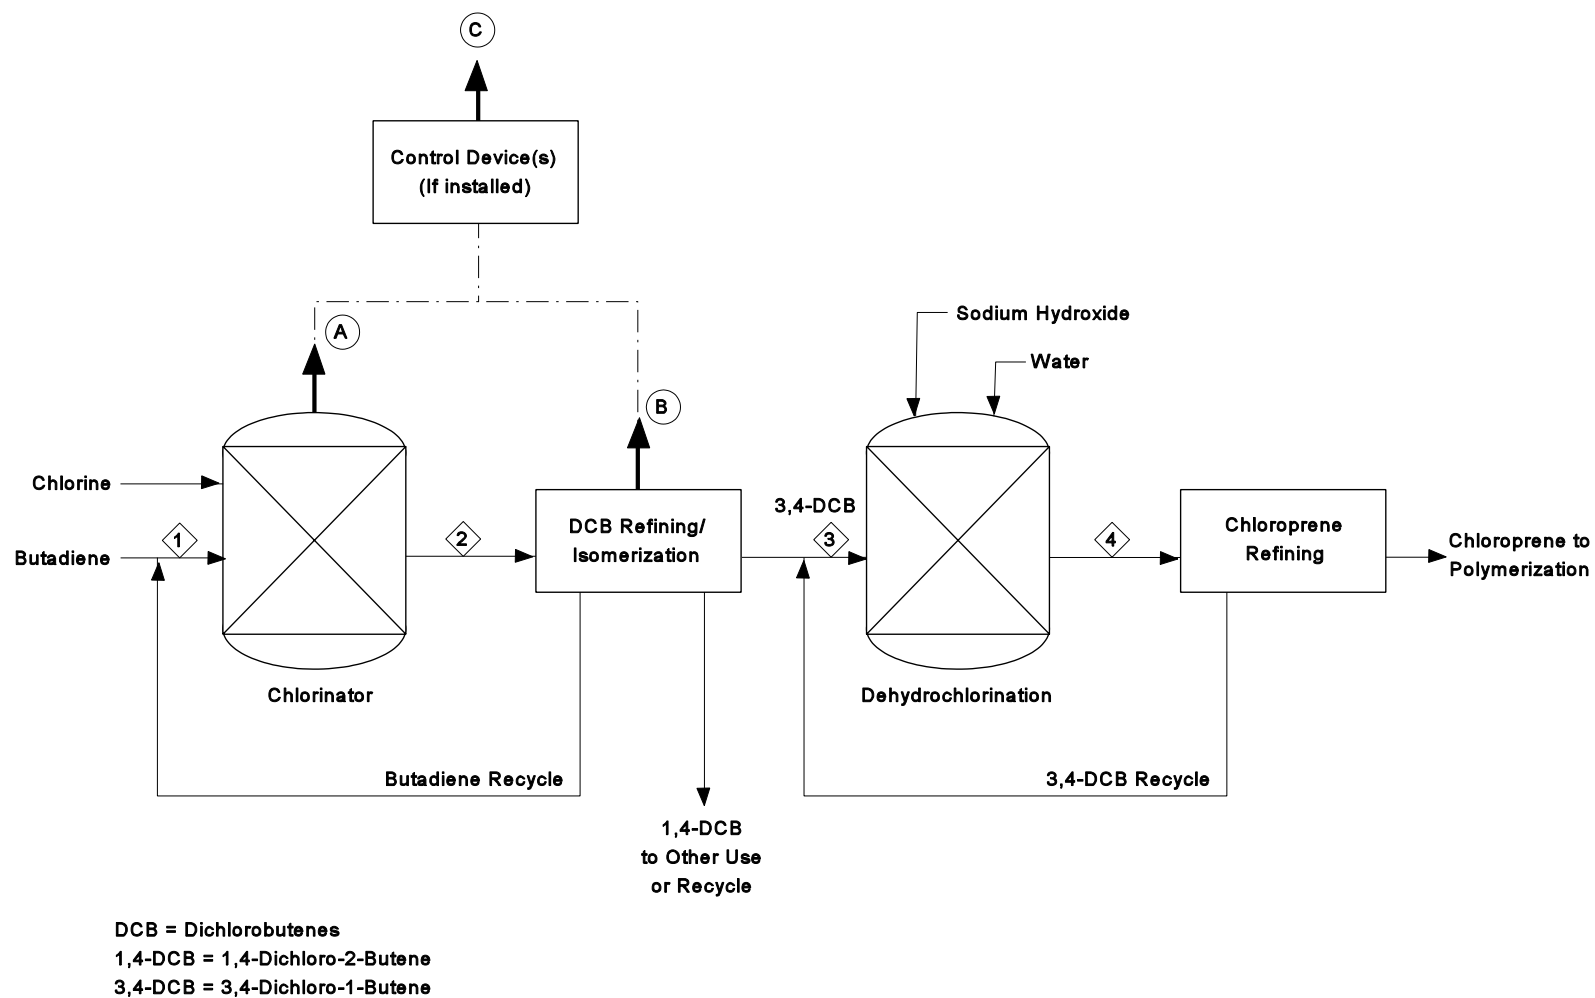 C
Control Device(s)
(If installed)
A
Sodium Hydroxide
Water
B
Chlorine
3,4-DCB
DCB Refining/
Isomerization
Chloroprene
Refining
1
2
3
4
Butadiene
Chloroprene to
Polymerization
Chlorinator
Dehydrochlorination
Butadiene Recycle
3,4-DCB Recycle
1,4-DCB
to Other Use
or Recycle
DCB = Dichlorobutenes
1,4-DCB = 1,4-Dichloro-2-Butene
3,4-DCB = 3,4-Dichloro-1-Butene